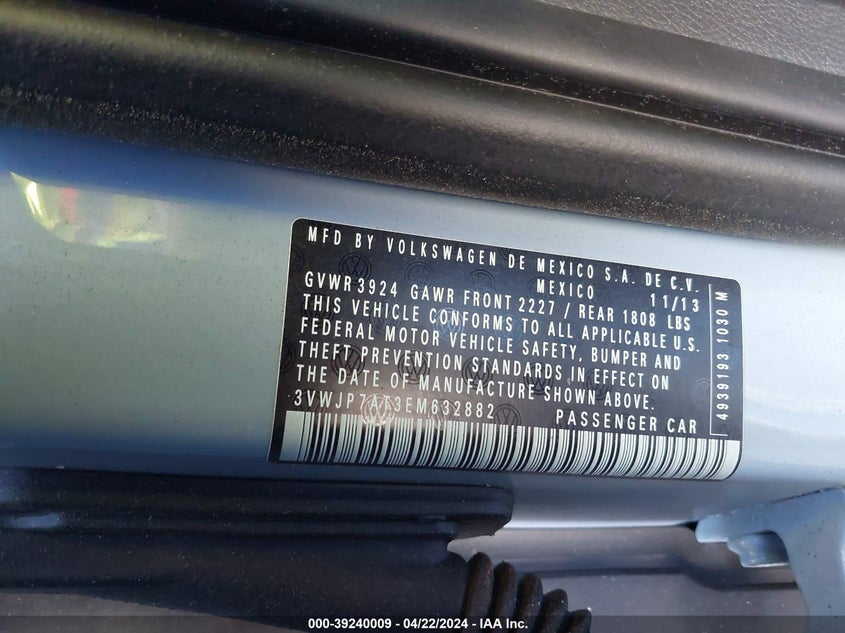 MFD BY VOLKSWAGEN DE MEXICO S.A. DE C.V.
MEXICO 11/13
GVWR 3924 GAWR FRONT 2227 / REAR 1808 LBS
THIS VEHICLE CONFORMS TO ALL APPLICABLE U.S.
FEDERAL MOTOR VEHICLE SAFETY, BUMPER AND
THEFT PREVENTION STANDARDS IN EFFECT ON
THE DATE OF MANUFACTURE SHOWN ABOVE.
3VWJP7AT3EM632882 PASSENGER CAR
4939193 1030 M
000-39240009 - 04/22/2024 - IAA Inc.